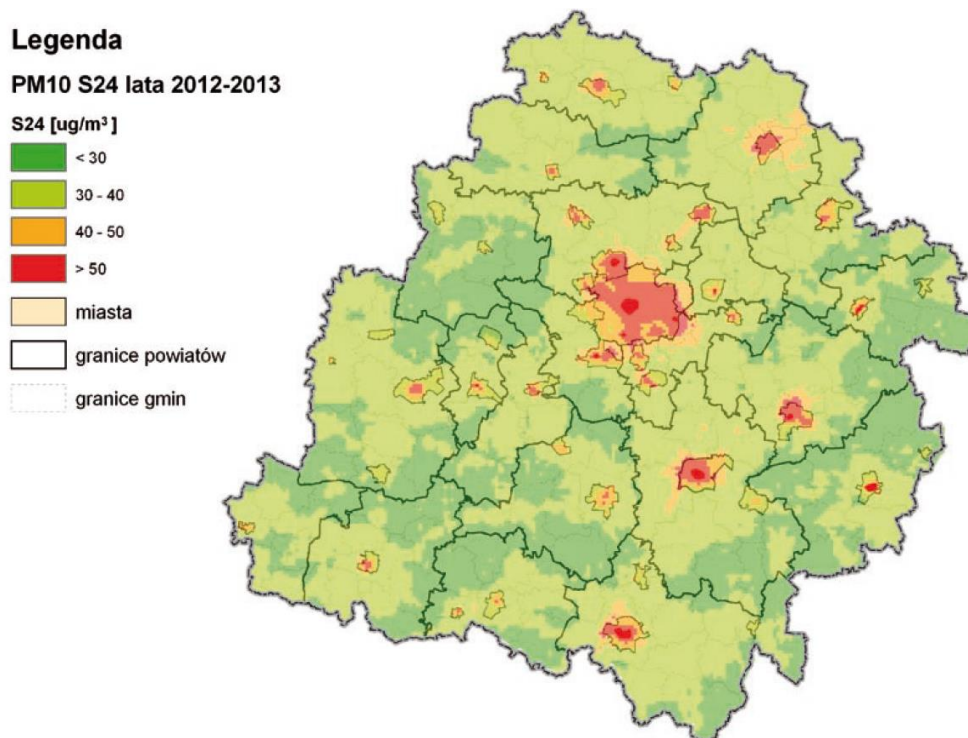 Legenda
PM10 S24 lata 2012-2013
S24 [ug/m³ ]
< 30
30 - 40
40 - 50
> 50
miasta
granice powiatów
granice gmin